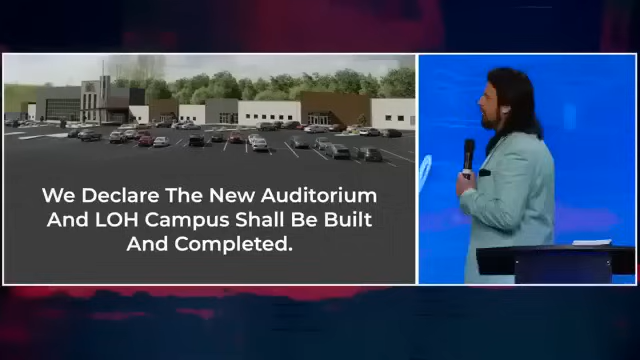 We Declare The New Auditorium
And LOH Campus Shall Be Built
And Completed.